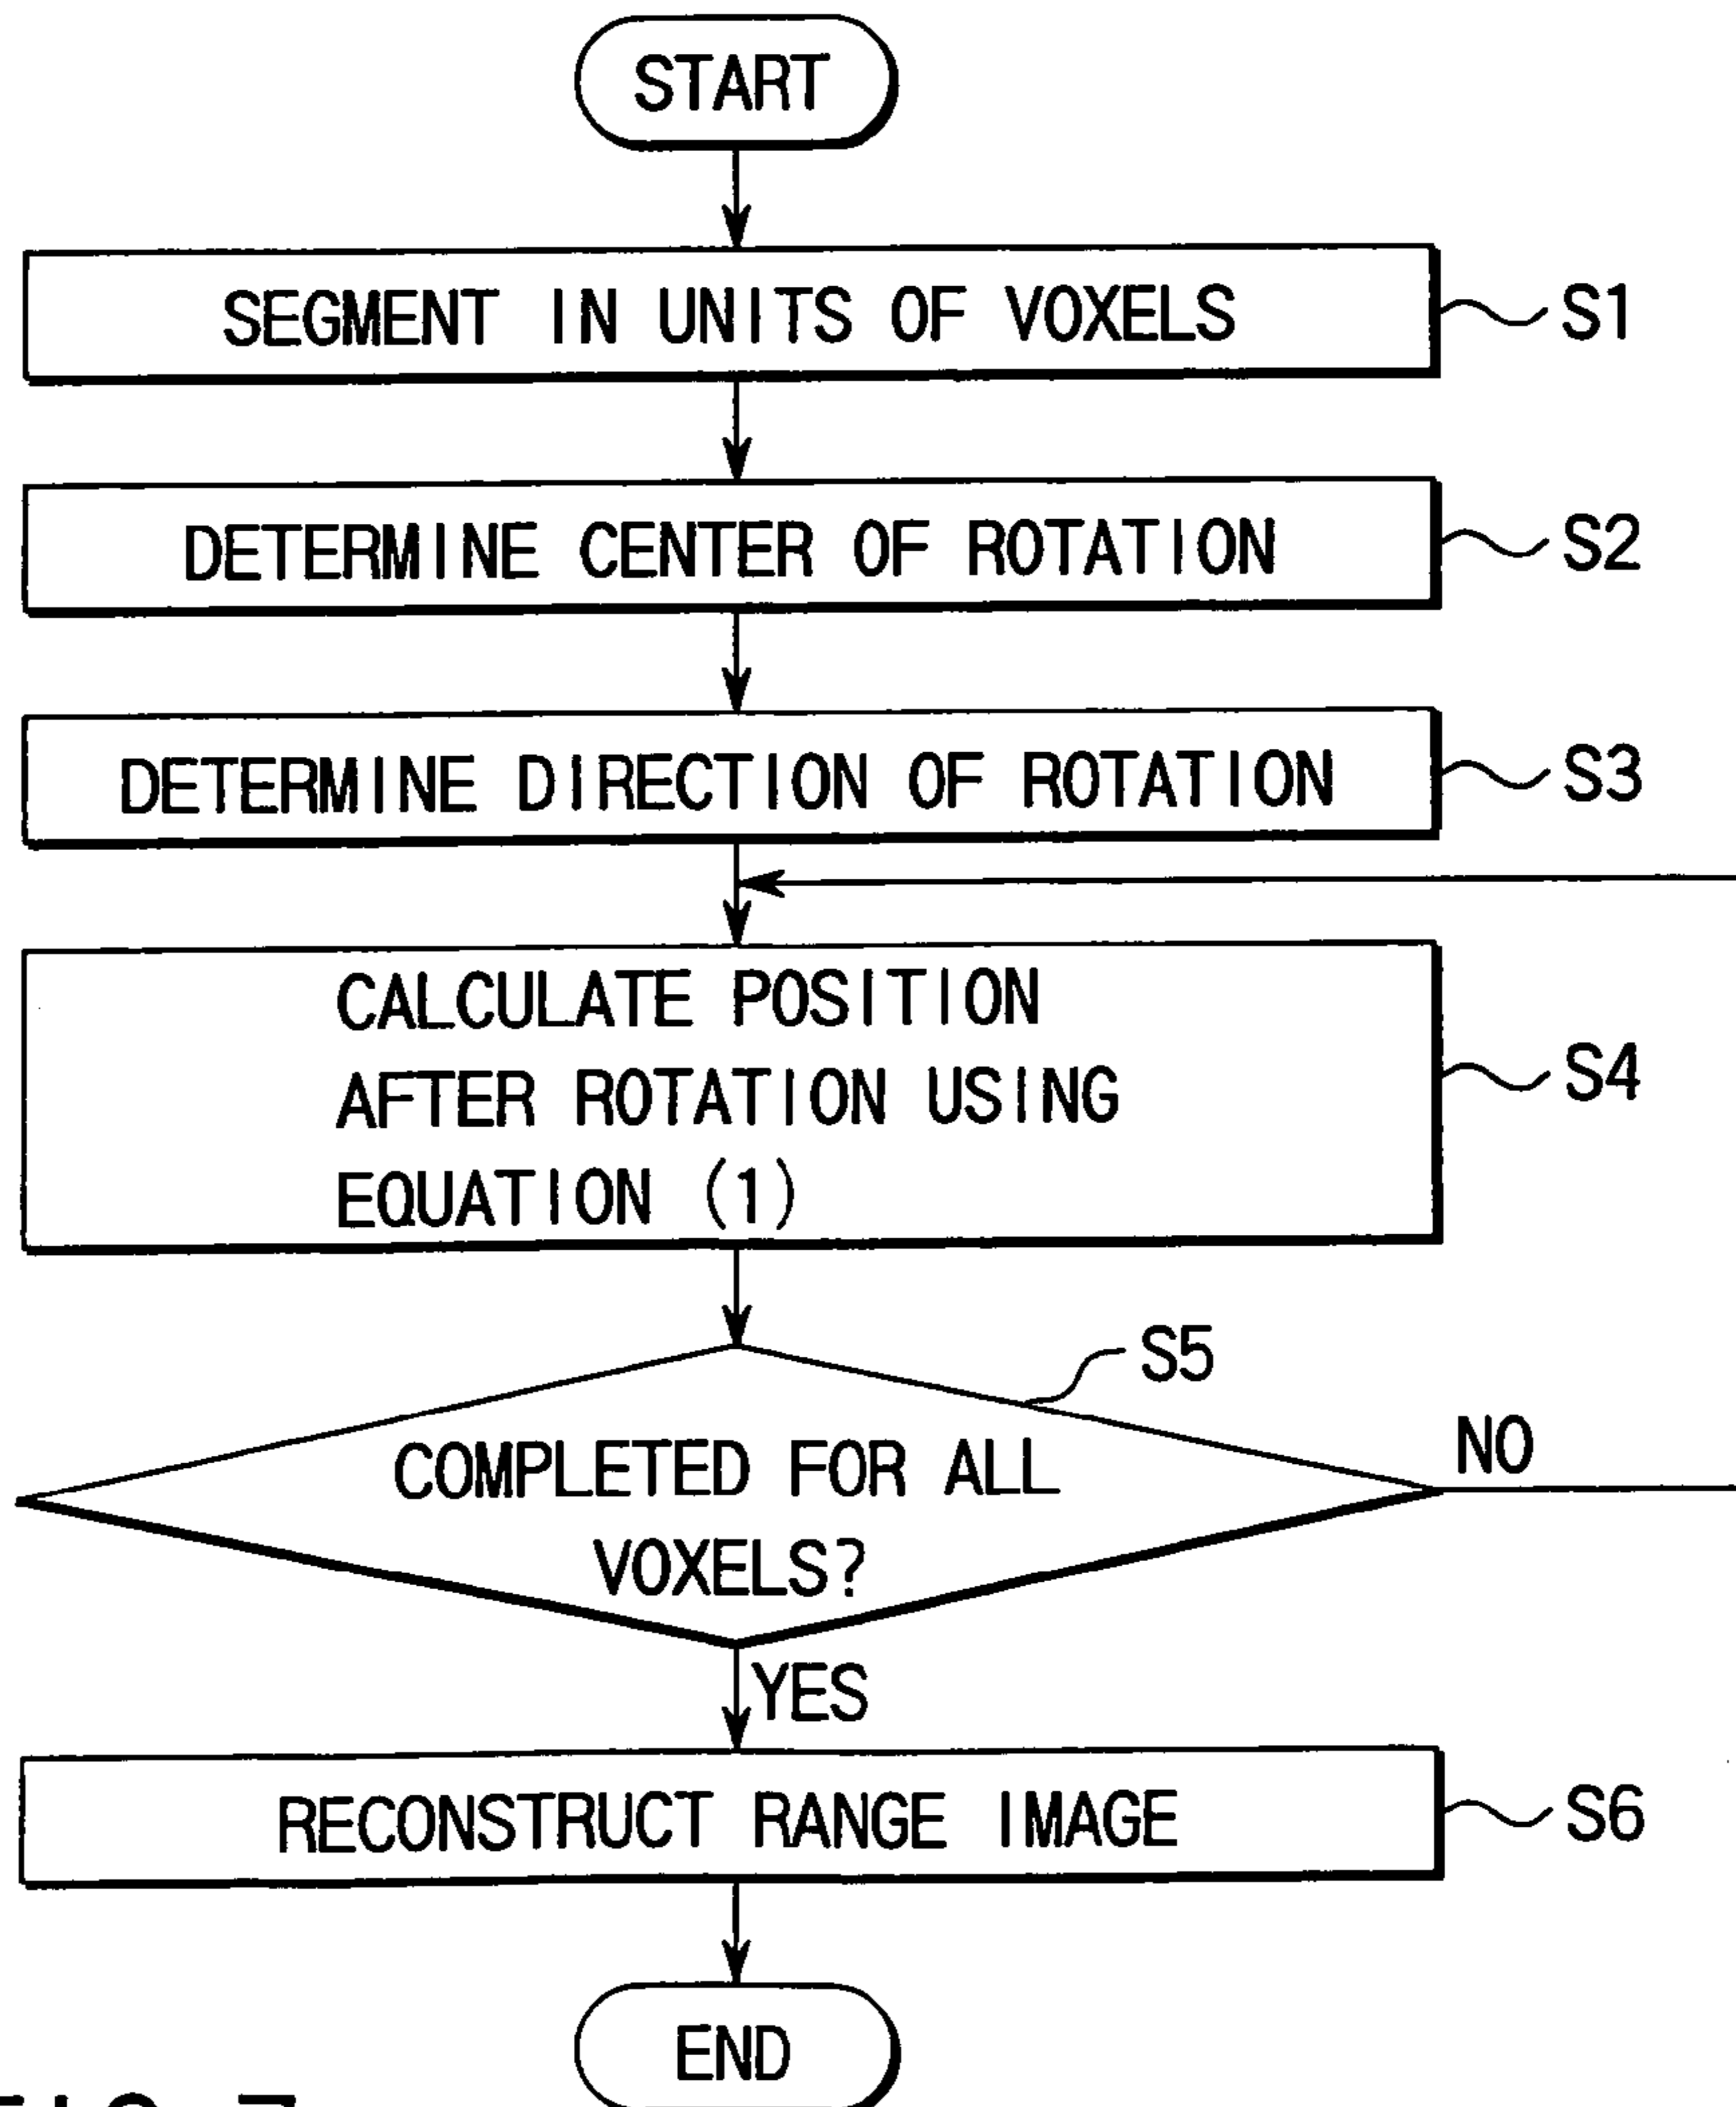 START
SEGMENT IN UNITS OF VOXELS
S1
DETERMINE CENTER OF ROTATION
S2
DETERMINE DIRECTION OF ROTATION
S3
CALCULATE POSITION
AFTER ROTATION USING
EQUATION (1)
S4
S5
COMPLETED FOR ALL
VOXELS?
NO
YES
RECONSTRUCT RANGE IMAGE
S6
END